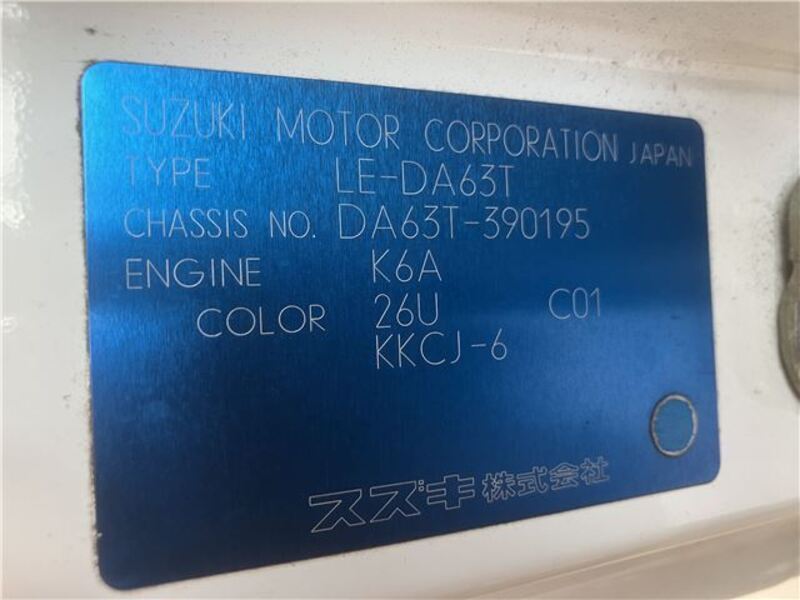 SUZUKI MOTOR CORPORATION JAPAN
TYPE LE-DA63T
CHASSIS NO. DA63T-390195
ENGINE K6A
COLOR 26U C01
KKCJ-6
スズキ株式会社